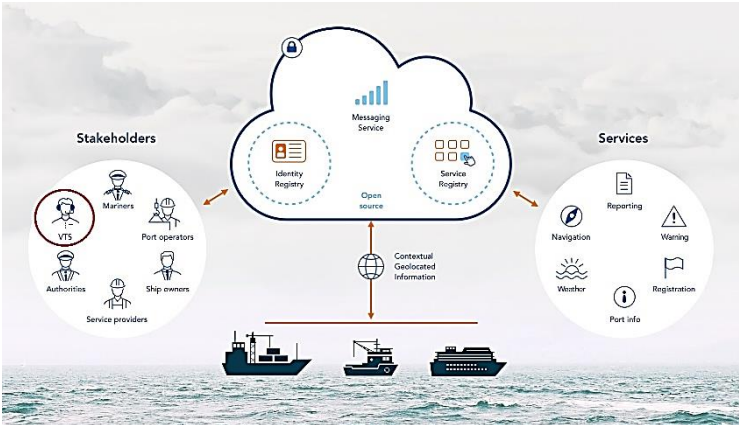 Messaging
Service
Identity
Registry
Service
Registry
Open
source
Stakeholders
Mariners
VTS
Port operators
Authorities
Ship owners
Service providers
Contextual
Geolocated
Information
Services
Reporting
Navigation
Warning
Weather
Registration
Port info